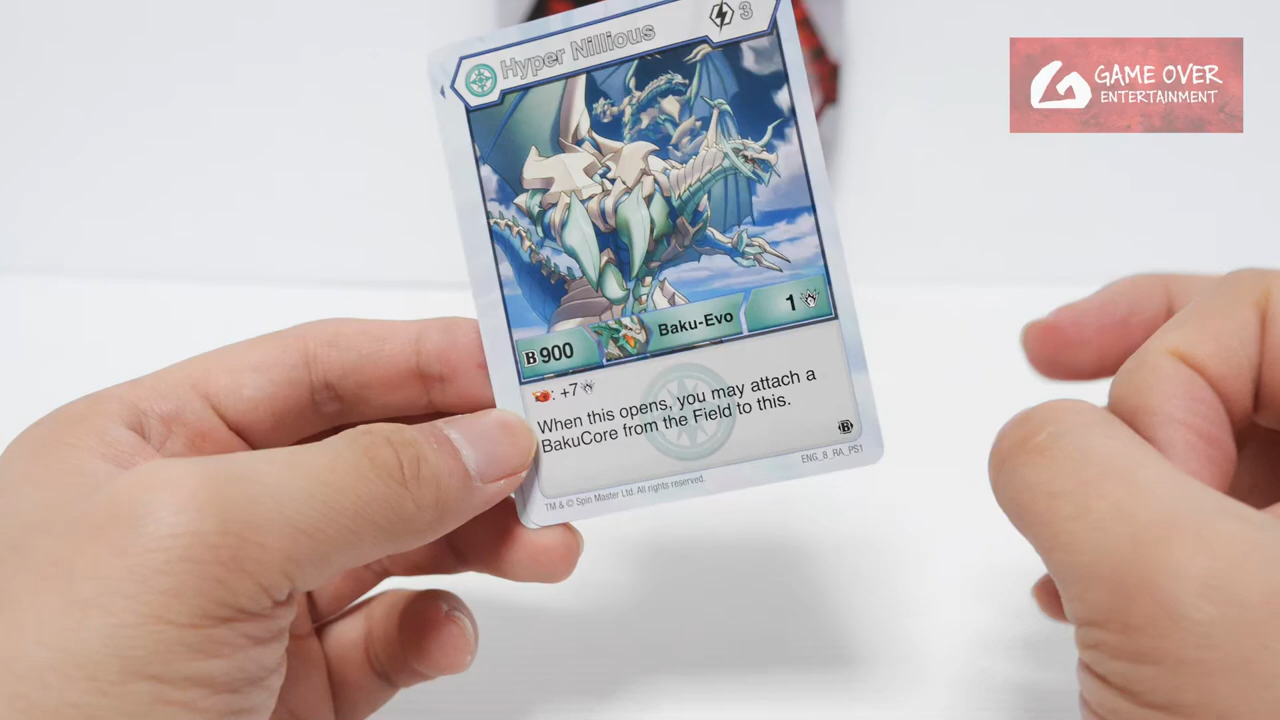 Hyper Nillious
3
GAME OVER
ENTERTAINMENT
B 900
Baku-Evo
1
: +7
When this opens, you may attach a
BakuCore from the Field to this.
B
TM & © Spin Master Ltd. All rights reserved.
ENG_8_RA_PS1